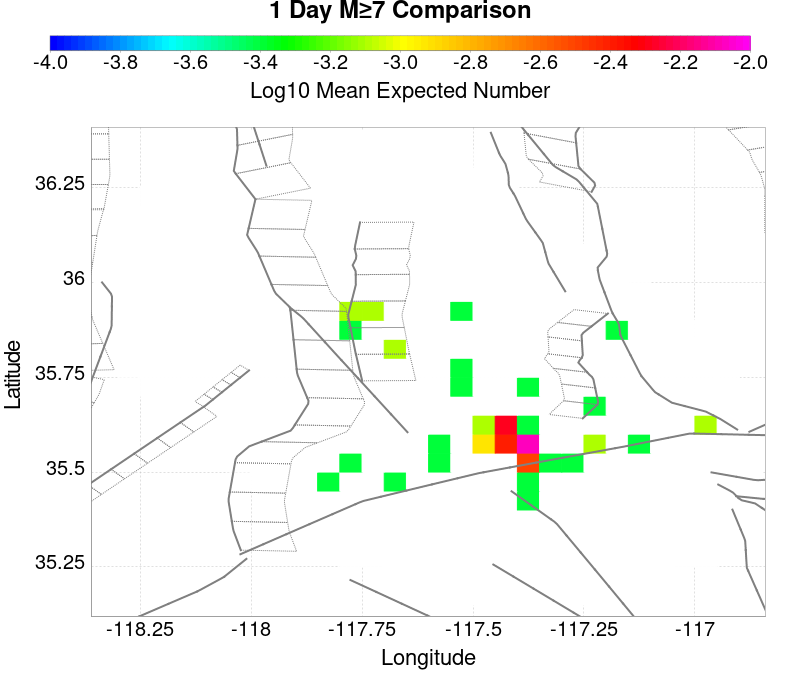 1 Day M≥7 Comparison
-4.0 -3.8 -3.6 -3.4 -3.2 -3.0 -2.8 -2.6 -2.4 -2.2 -2.0
Log10 Mean Expected Number
36.25
36
35.75
35.5
35.25
Latitude
-118.25 -118 -117.75 -117.5 -117.25 -117
Longitude